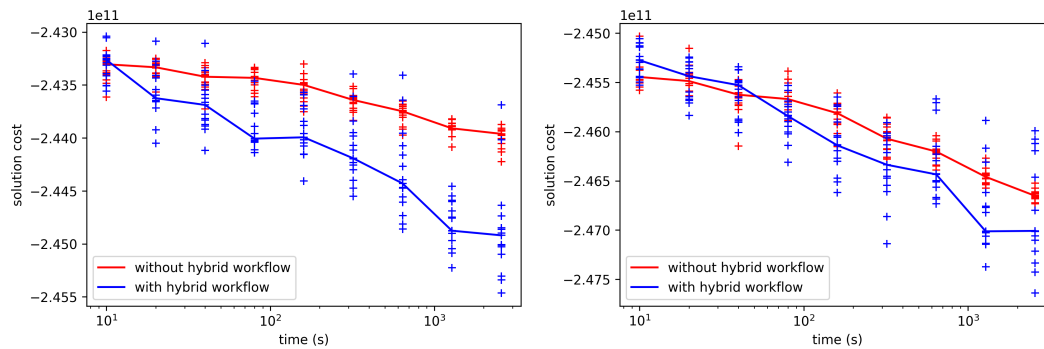 1e11
−2.430
−2.435
−2.440
−2.445
−2.450
−2.455
solution cost
without hybrid workflow
with hybrid workflow
10¹
10²
10³
time (s)
1e11
−2.450
−2.455
−2.460
−2.465
−2.470
−2.475
solution cost
without hybrid workflow
with hybrid workflow
10¹
10²
10³
time (s)